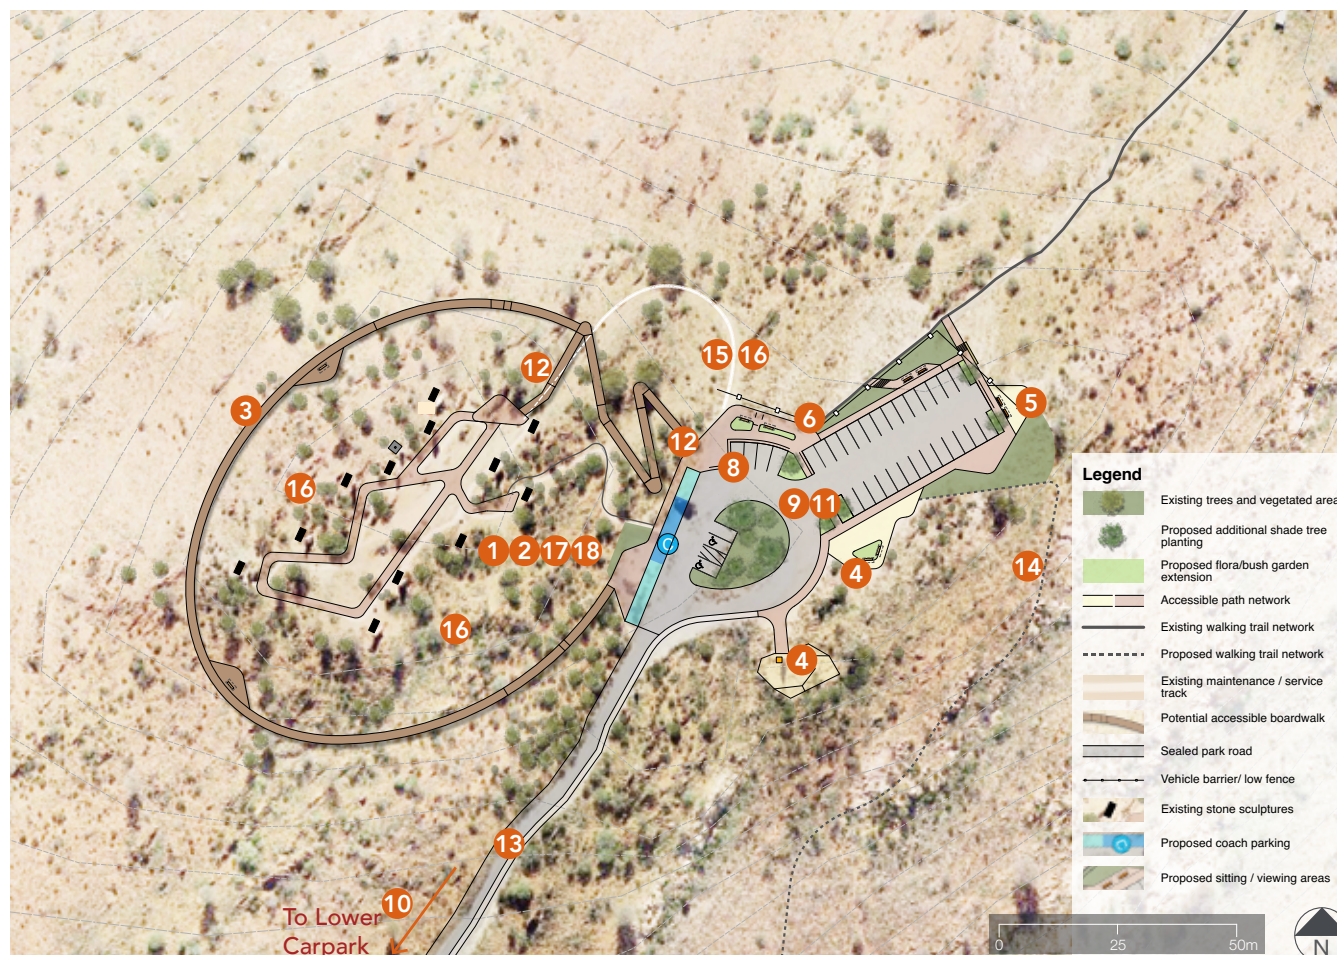 12
15
16
3
5
6
12
8
Legend
16
Existing trees and vegetated area
9
11
Proposed additional shade tree
planting
C
1
2
17
18
14
4
Proposed flora/bush garden
extension
Accessible path network
16
Existing walking trail network
4
Proposed walking trail network
Existing maintenance / service
track
Potential accessible boardwalk
Sealed park road
Vehicle barrier/ low fence
13
Existing stone sculptures
Proposed coach parking
Proposed sitting / viewing areas
10
To Lower
Carpark
0
25
50m
N